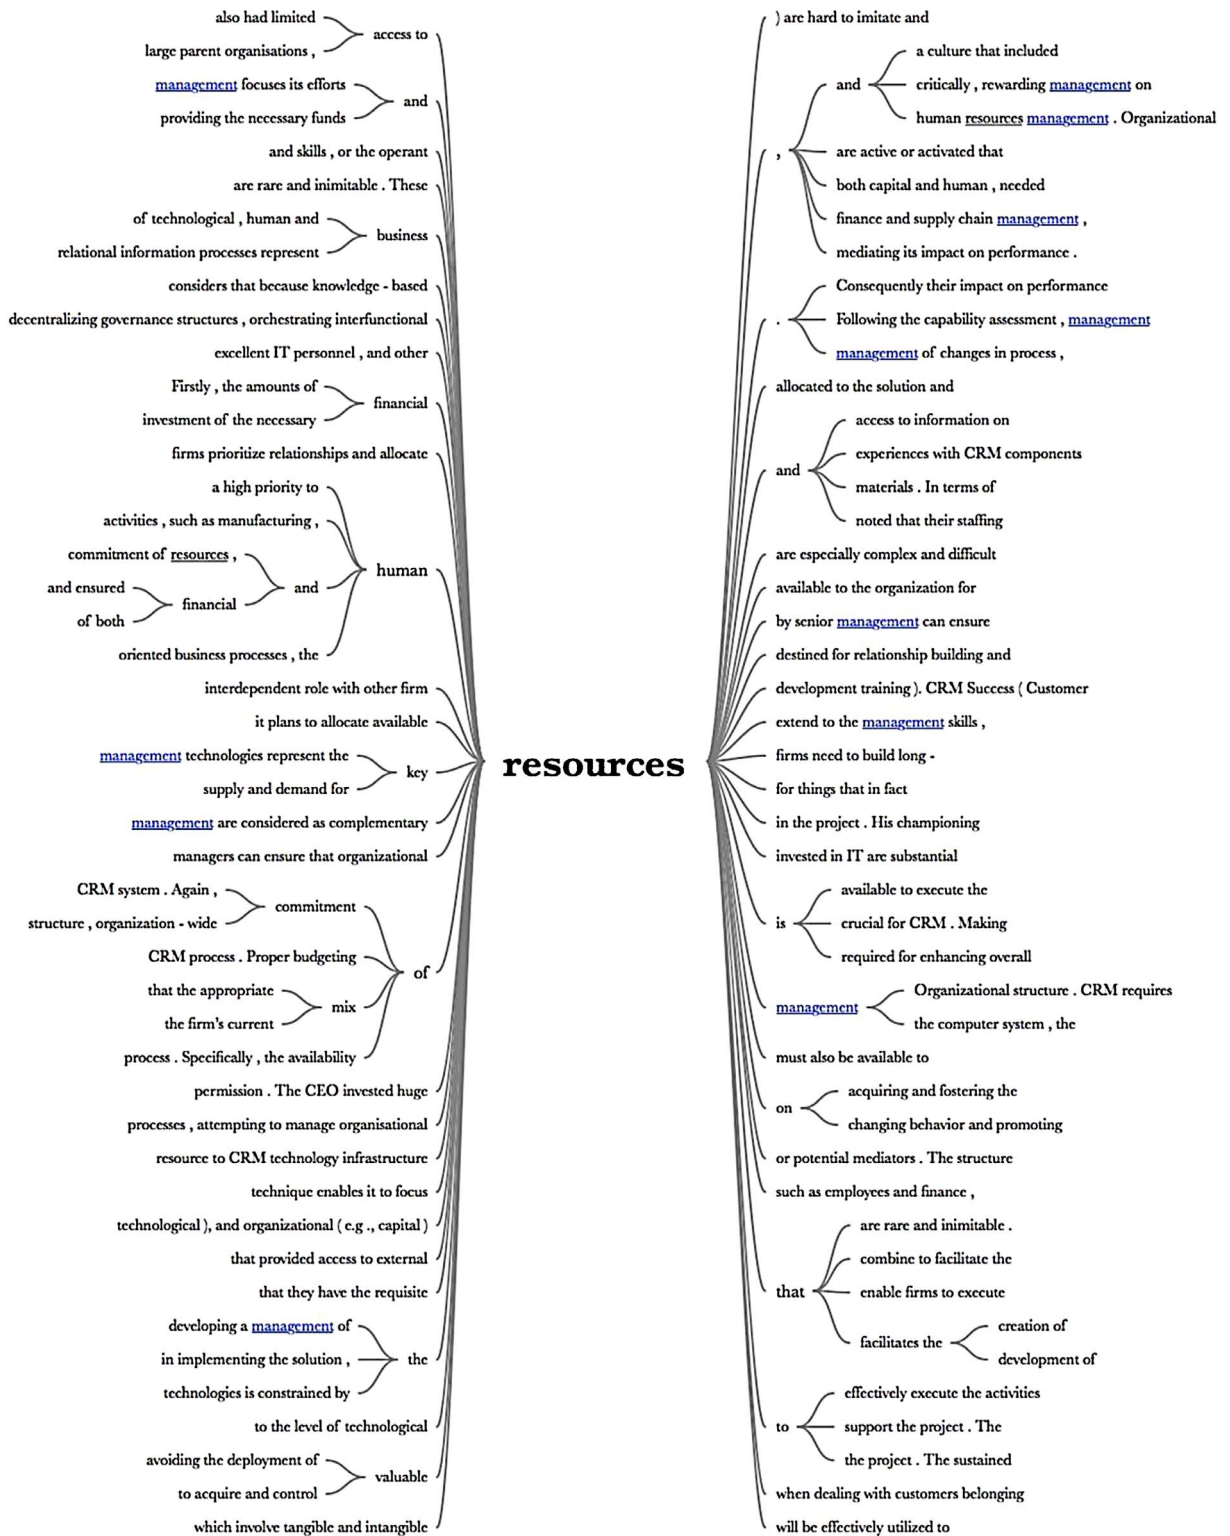 also had limited
large parent organisations ,
access to
management focuses its efforts
providing the necessary funds
and
and skills , or the operant
are rare and inimitable . These
of technological , human and
relational information processes represent
business
considers that because knowledge - based
decentralizing governance structures , orchestrating interfunctional
excellent IT personnel , and other
Firstly , the amounts of
investment of the necessary
financial
firms prioritize relationships and allocate
a high priority to
activities , such as manufacturing ,
commitment of resources ,
and ensured
of both
financial
and
oriented business processes , the
human
interdependent role with other firm
it plans to allocate available
management technologies represent the
supply and demand for
key
management are considered as complementary
managers can ensure that organizational
CRM system . Again ,
structure , organization - wide
commitment
CRM process . Proper budgeting
that the appropriate
the firm's current
mix
process . Specifically , the availability
of
permission . The CEO invested huge
processes , attempting to manage organisational
resource to CRM technology infrastructure
technique enables it to focus
technological ), and organizational ( e.g ., capital )
that provided access to external
that they have the requisite
developing a management of
in implementing the solution ,
technologies is constrained by
the
to the level of technological
avoiding the deployment of
to acquire and control
valuable
which involve tangible and intangible
resources
) are hard to imitate and
,
and
a culture that included
critically , rewarding management on
human resources management . Organizational
are active or activated that
both capital and human , needed
finance and supply chain management ,
mediating its impact on performance .
.
Consequently their impact on performance
Following the capability assessment , management
management of changes in process ,
allocated to the solution and
and
access to information on
experiences with CRM components
materials . In terms of
noted that their staffing
are especially complex and difficult
available to the organization for
by senior management can ensure
destined for relationship building and
development training ). CRM Success ( Customer
extend to the management skills ,
firms need to build long -
for things that in fact
in the project . His championing
invested in IT are substantial
is
available to execute the
crucial for CRM . Making
required for enhancing overall
management
Organizational structure . CRM requires
the computer system , the
must also be available to
on
acquiring and fostering the
changing behavior and promoting
or potential mediators . The structure
such as employees and finance ,
that
are rare and inimitable .
combine to facilitate the
enable firms to execute
facilitates the
creation of
development of
to
effectively execute the activities
support the project . The
the project . The sustained
when dealing with customers belonging
will be effectively utilized to